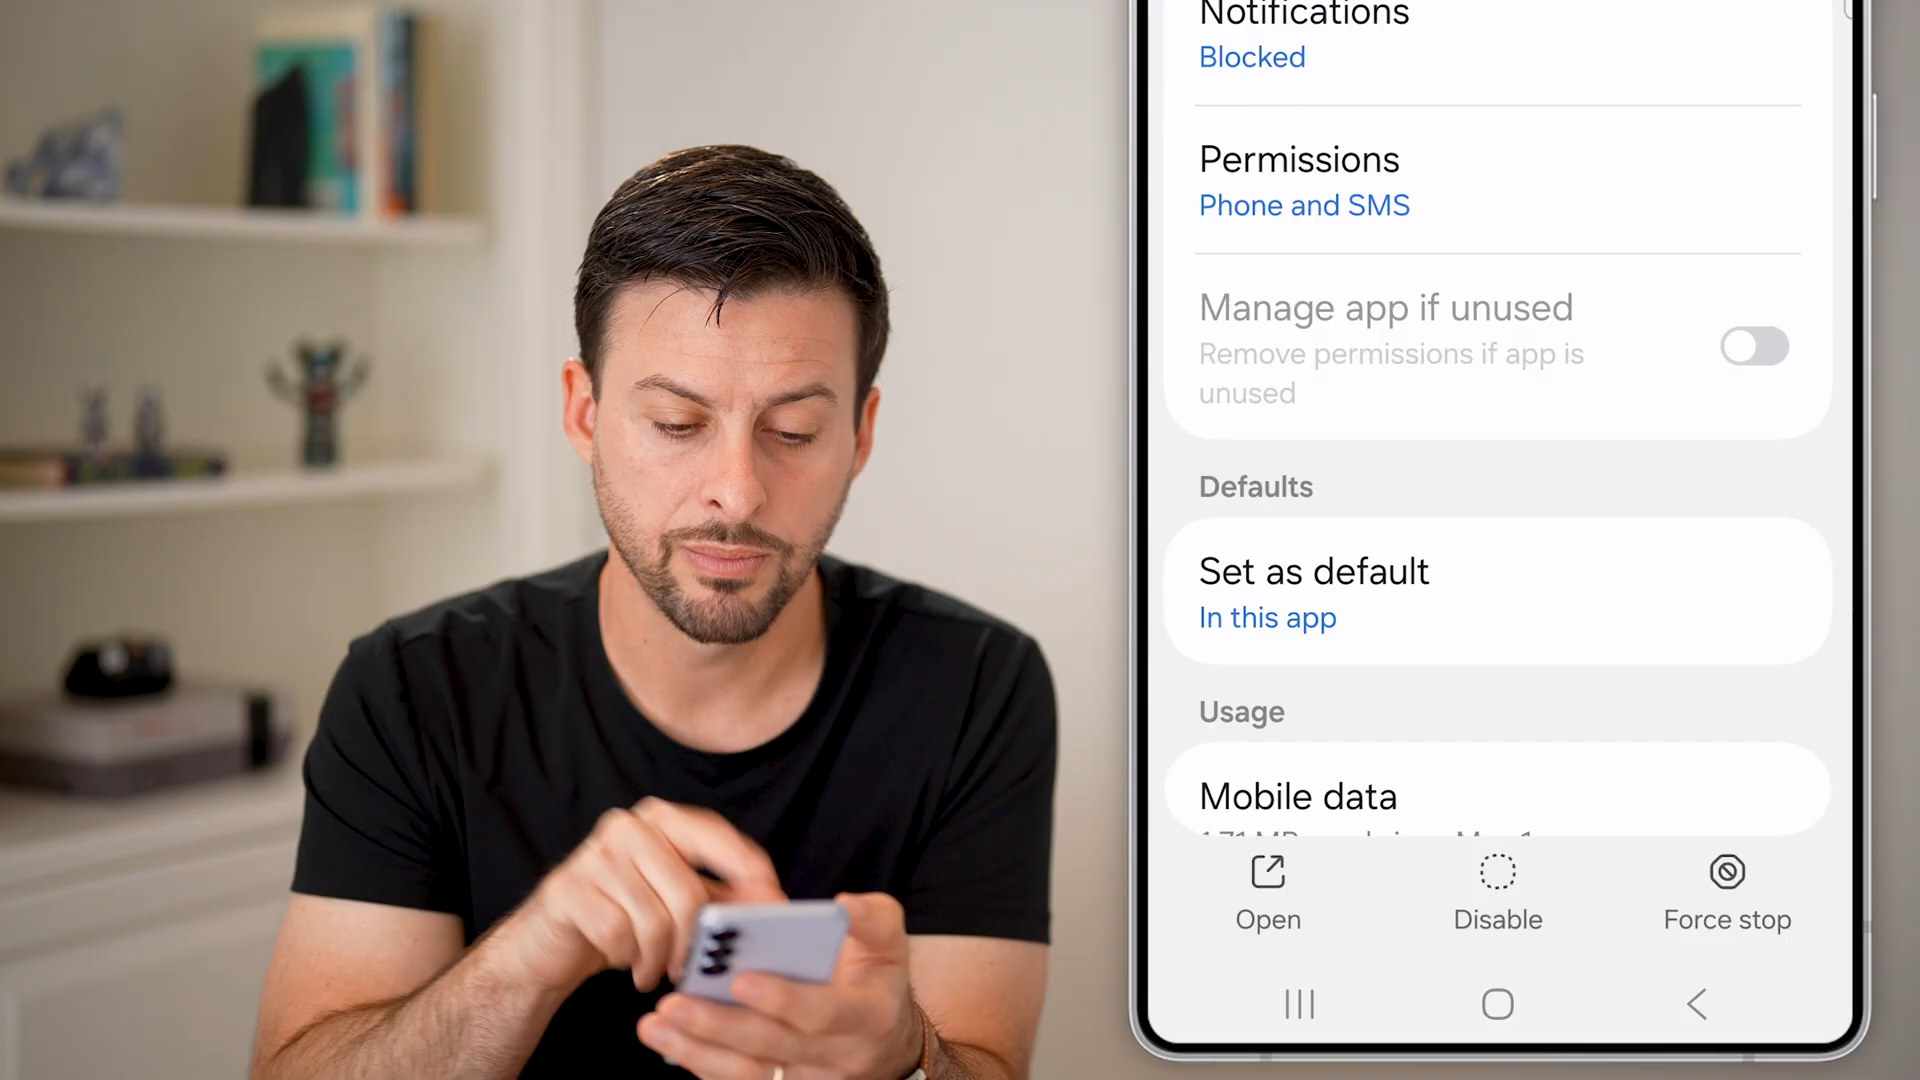 Notifications
Blocked
Permissions
Phone and SMS
Manage app if unused
Remove permissions if app is
unused
Defaults
Set as default
In this app
Usage
Mobile data
Open
Disable
Force stop